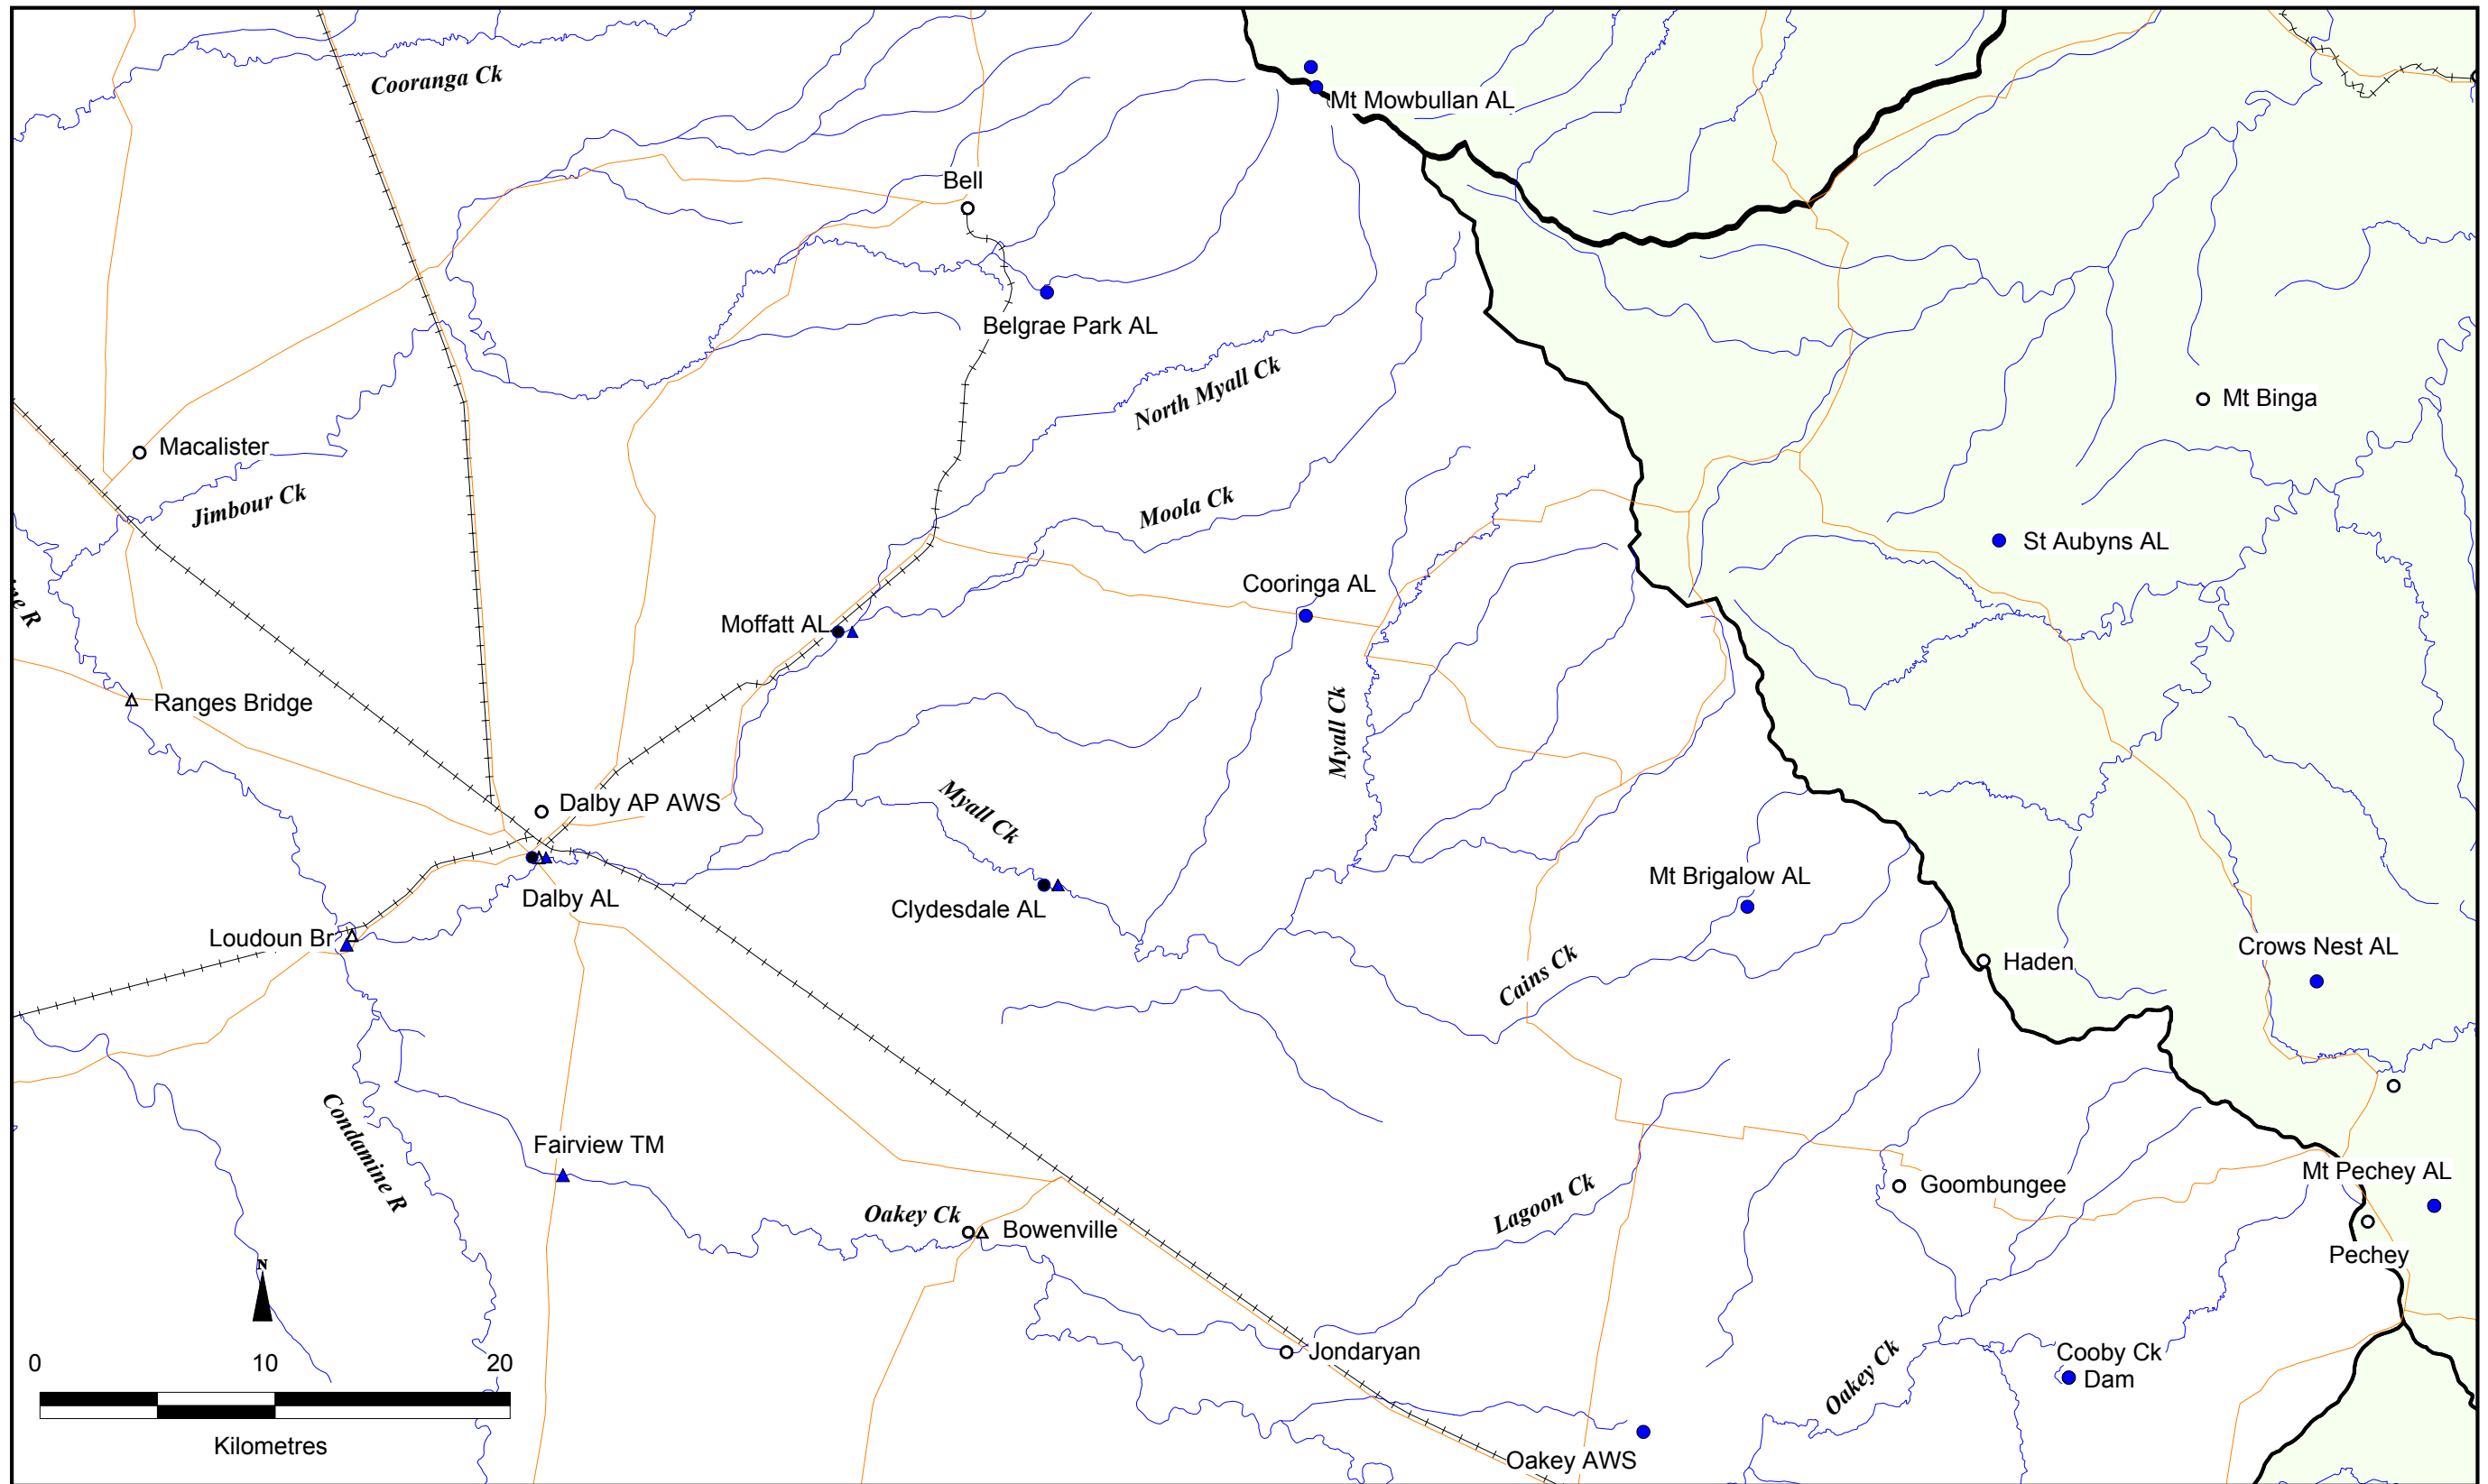 Cooranga Ck
Mt Mowbullan AL
Bell
Belgrae Park AL
North Myall Ck
Mt Binga
Macalister
Jimbour Ck
Moola Ck
St Aubyns AL
Cooringa AL
R
Moffatt AL
Ranges Bridge
Myall Ck
Dalby AP AWS
Myall Ck
Mt Brigalow AL
Dalby AL
Clydesdale AL
Loudoun Br
Crows Nest AL
Haden
Cains Ck
Condamine R
Fairview TM
Mt Pechey AL
Goombungee
Lagoon Ck
Oakey Ck
Bowenville
Pechey
N
Jondaryan
Cooby Ck
Dam
Oakey Ck
0 10 20
Kilometres
Oakey AWS